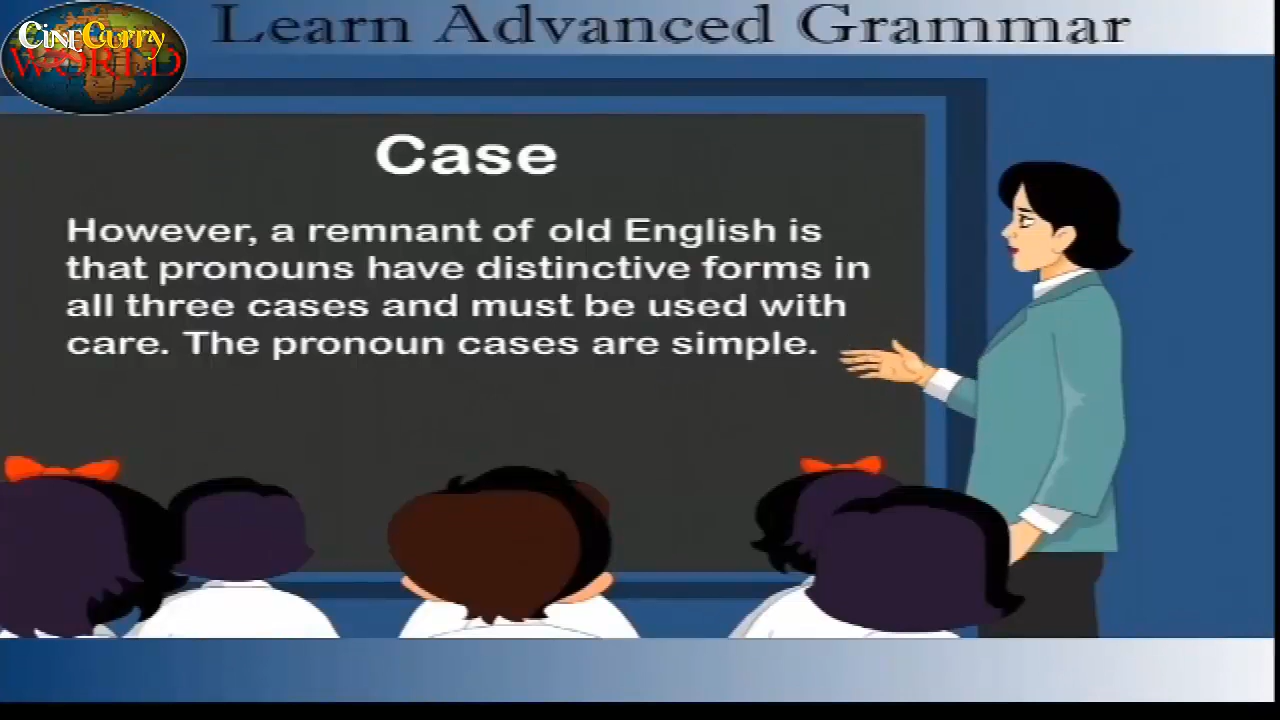 Learn Advanced Grammar
CineCurry
WORLD
Case
However, a remnant of old English is
that pronouns have distinctive forms in
all three cases and must be used with
care. The pronoun cases are simple.